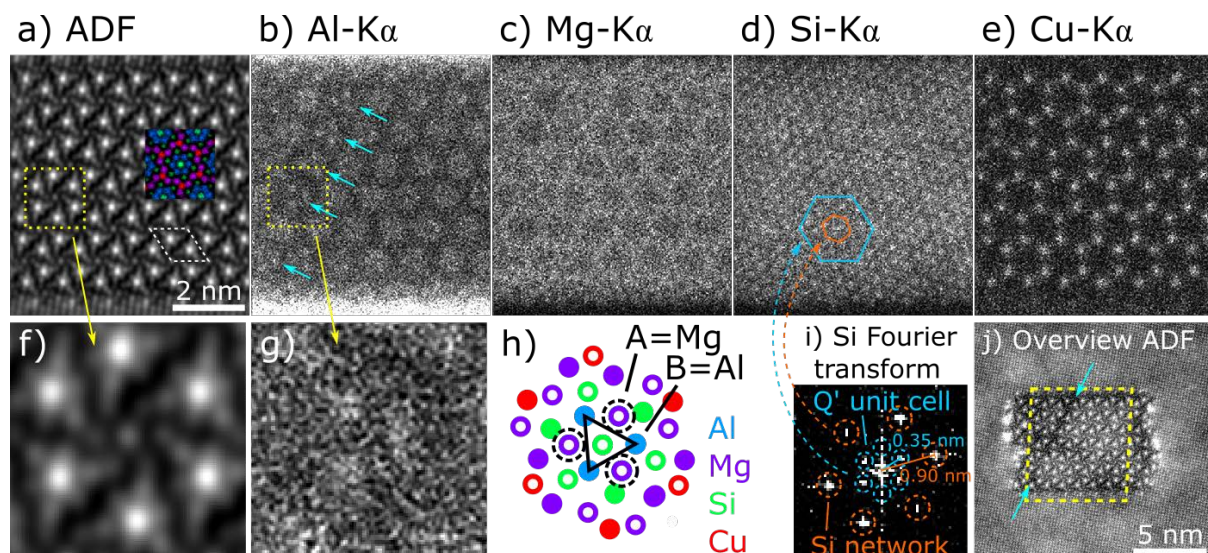 a) ADF
b) Al-Kα
c) Mg-Kα
d) Si-Kα
e) Cu-Kα
2 nm
f)
g)
h)
A=Mg
B=Al
Al
Mg
Si
Cu
i) Si Fourier
transform
Q' unit cell
0.35 nm
0.90 nm
Si network
j) Overview ADF
5 nm